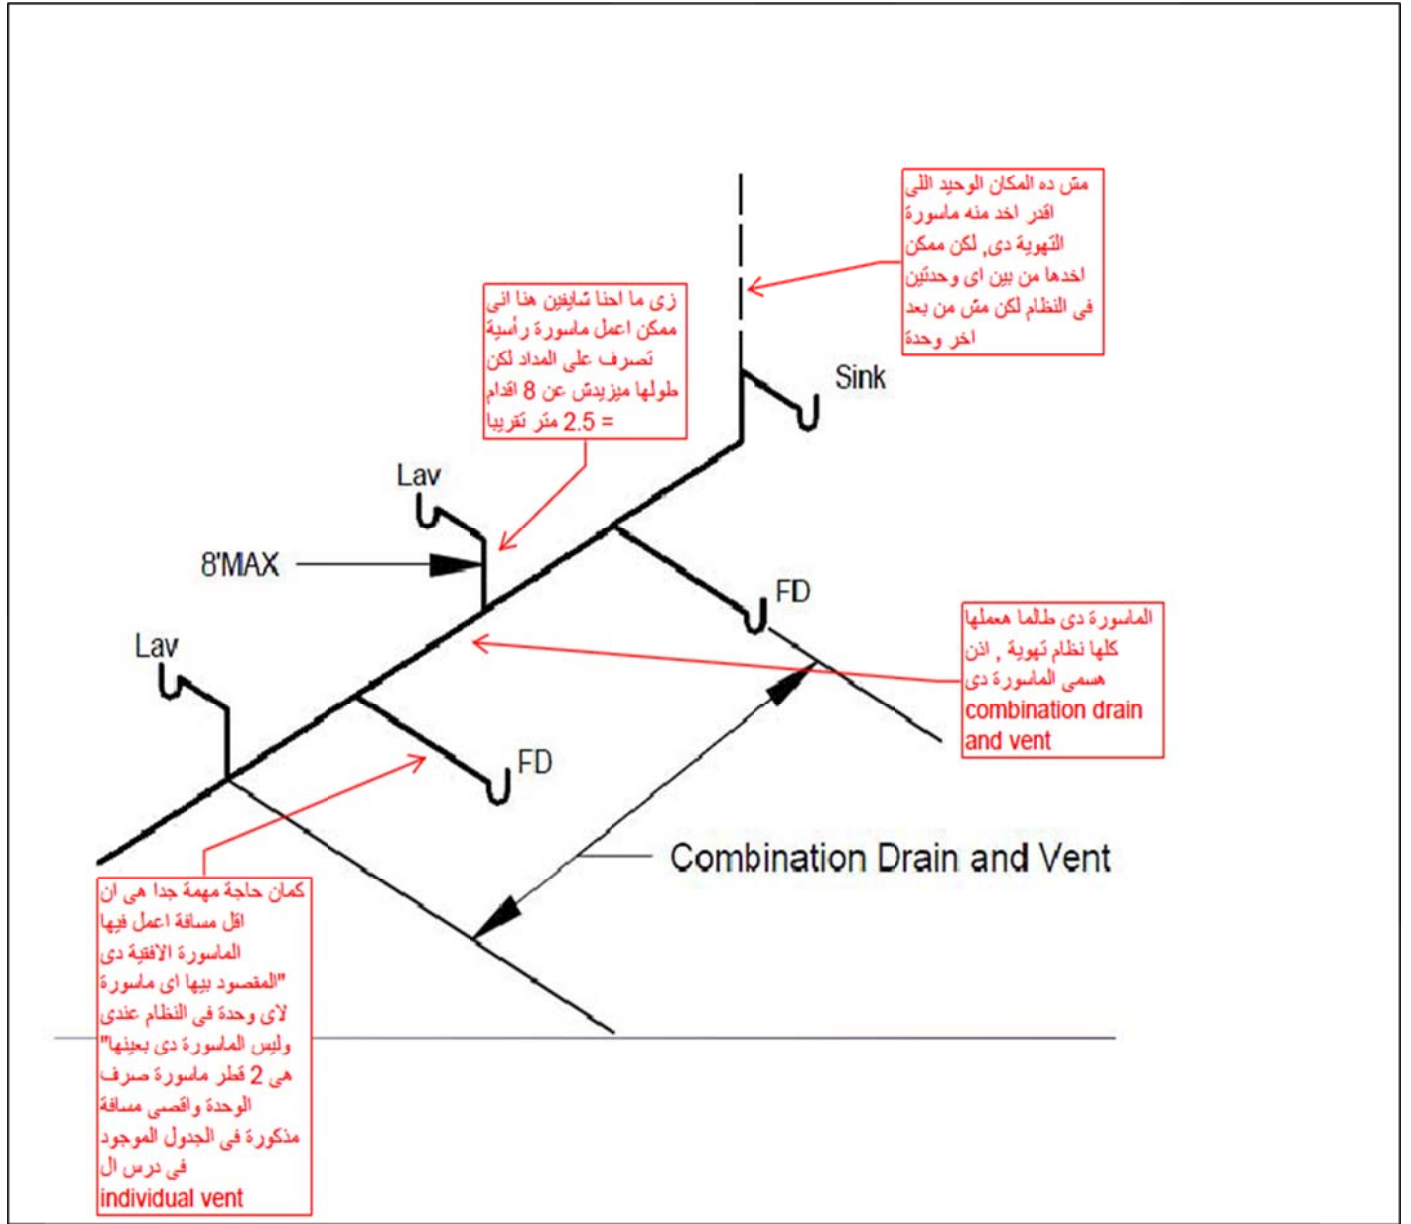 مش ده المكان الوحيد اللى
اقدر اخد منه ماسورة
التهوية دى, لكن ممكن
اخدها من بين اى وحدتين
فى النظام لكن مش من بعد
اخر وحدة
زى ما احنا شايفين هنا انى
ممكن اعمل ماسورة رأسية
تصرف على المداد لكن
طولها ميزيدش عن 8 اقدام
= 2.5 متر تقريبا
Sink
Lav
8'MAX
FD
الماسورة دى طالما هعملها
كلها نظام تهوية , اذن
هسمى الماسورة دى
combination drain
and vent
Lav
FD
Combination Drain and Vent
كمان حاجة مهمة جدا هى ان
اقل مسافة اعمل فيها
الماسورة الافقية دى
"المقصود بيها اى ماسورة
لاى وحدة فى النظام عندى
وليس الماسورة دى بعينها"
هى 2 قطر ماسورة صرف
الوحدة واقصى مسافة
مذكورة فى الجدول الموجود
فى درس ال
individual vent